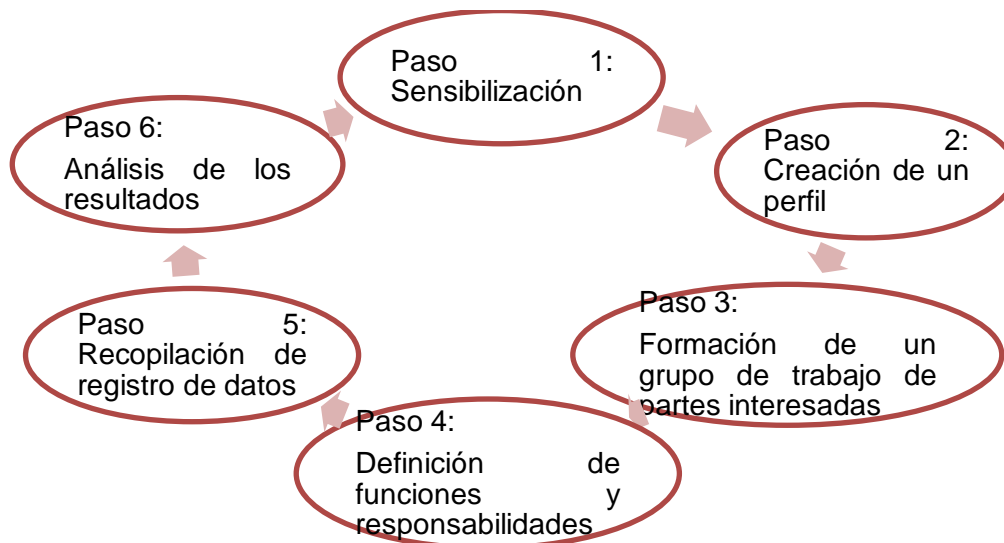 Paso 1:
Sensibilización
Paso 2:
Creación de un
perfil
Paso 3:
Formación de un
grupo de trabajo de
partes interesadas
Paso 4:
Definición de
funciones y
responsabilidades
Paso 5:
Recopilación de
registro de datos
Paso 6:
Análisis de los
resultados